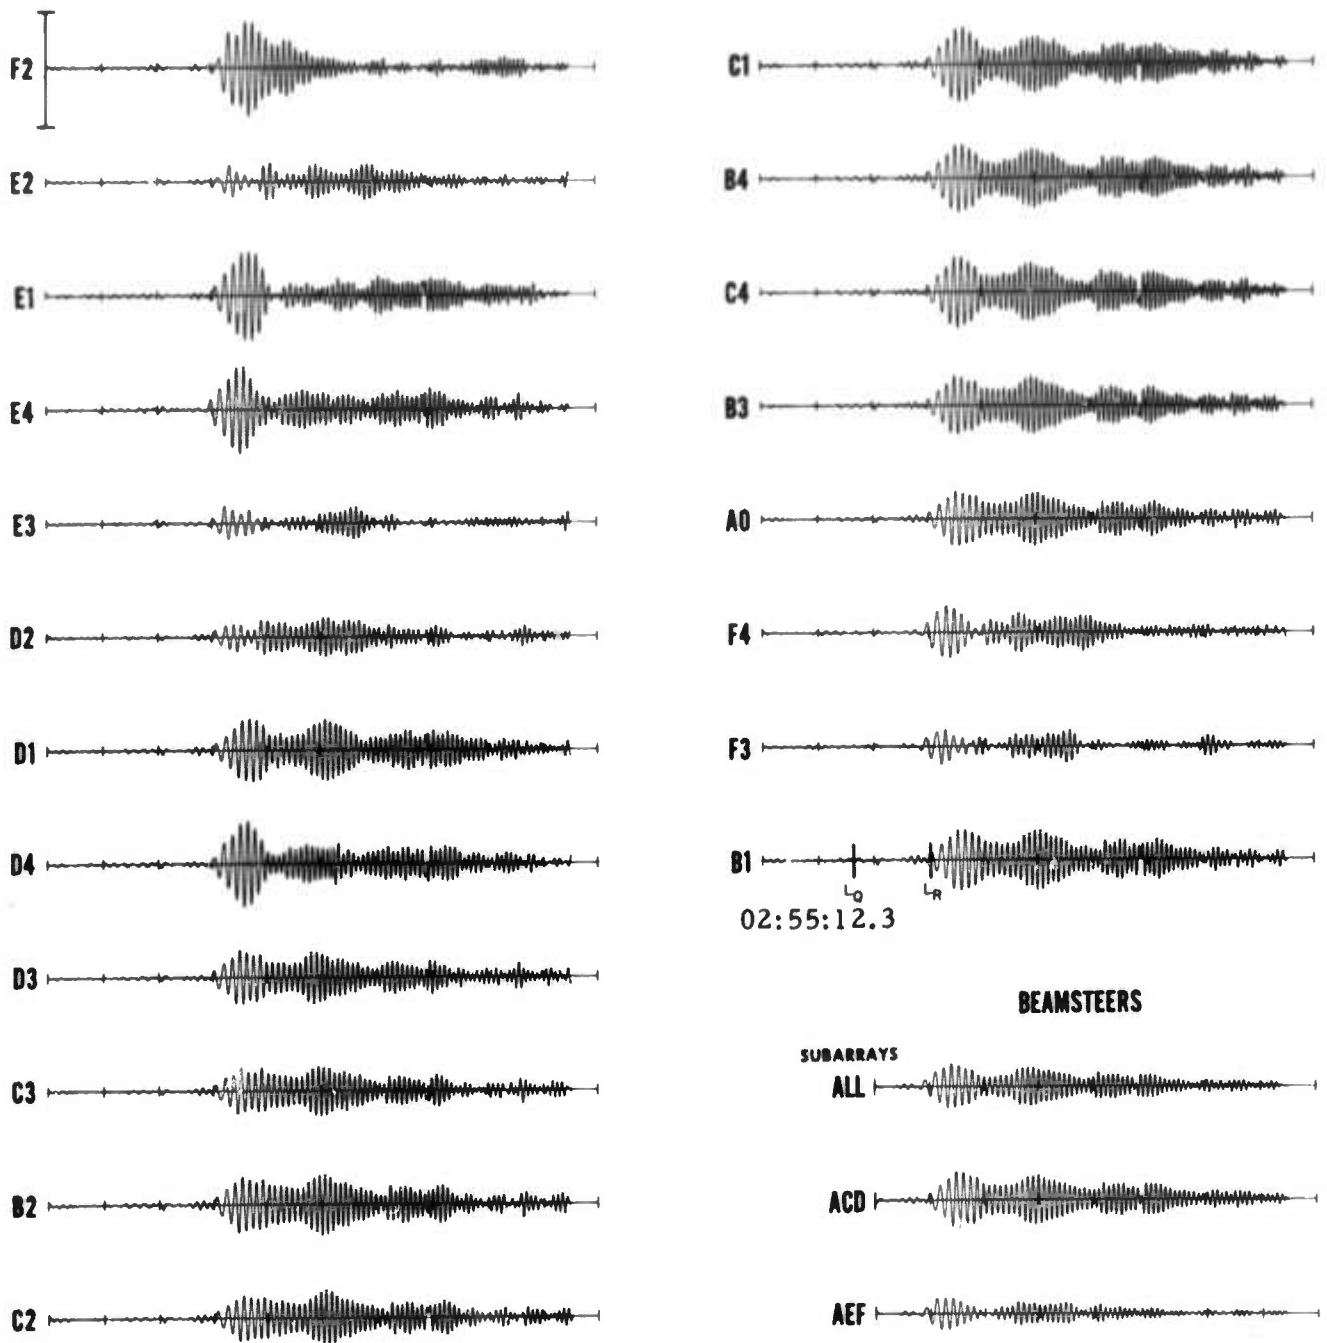 F2
E2
E1
E4
E3
D2
D1
D4
D3
C3
B2
C2
C1
B4
C4
B3
A0
F4
F3
B1
LQ LR
02:55:12.3
BEAMSTEERS
SUBARRAYS
ALL
ACD
AEF